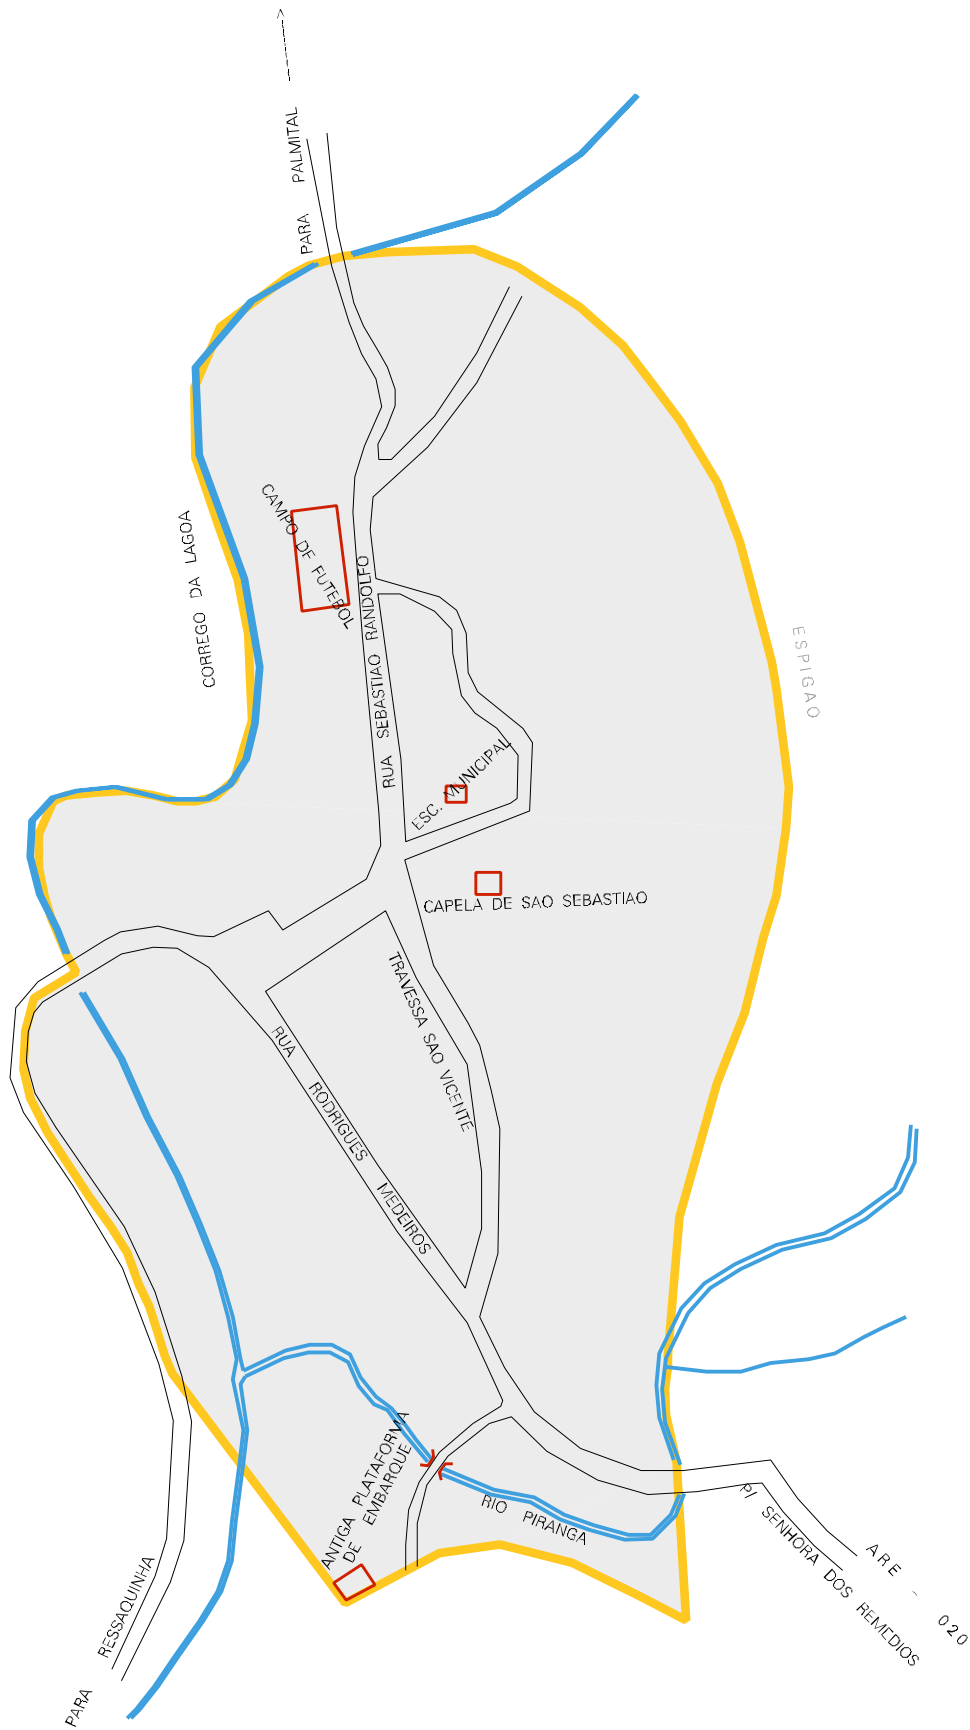 PARA PALMITAL ---->
CAMPO DE FUTEBOL
CORREGO DA LAGOA
RUA SEBASTIAO RANDOLFO
ESPIGAO
ESC. MUNICIPAL
CAPELA DE SAO SEBASTIAO
TRAVESSA SAO VICENTE
RUA RODRIGUES MEDEIROS
ANTIGA PLATAFORMA
DE EMBARQUE
RIO PIRANGA
P/ SENHORA DOS REMEDIOS
ARE - 020
PARA RESSAQUINHA